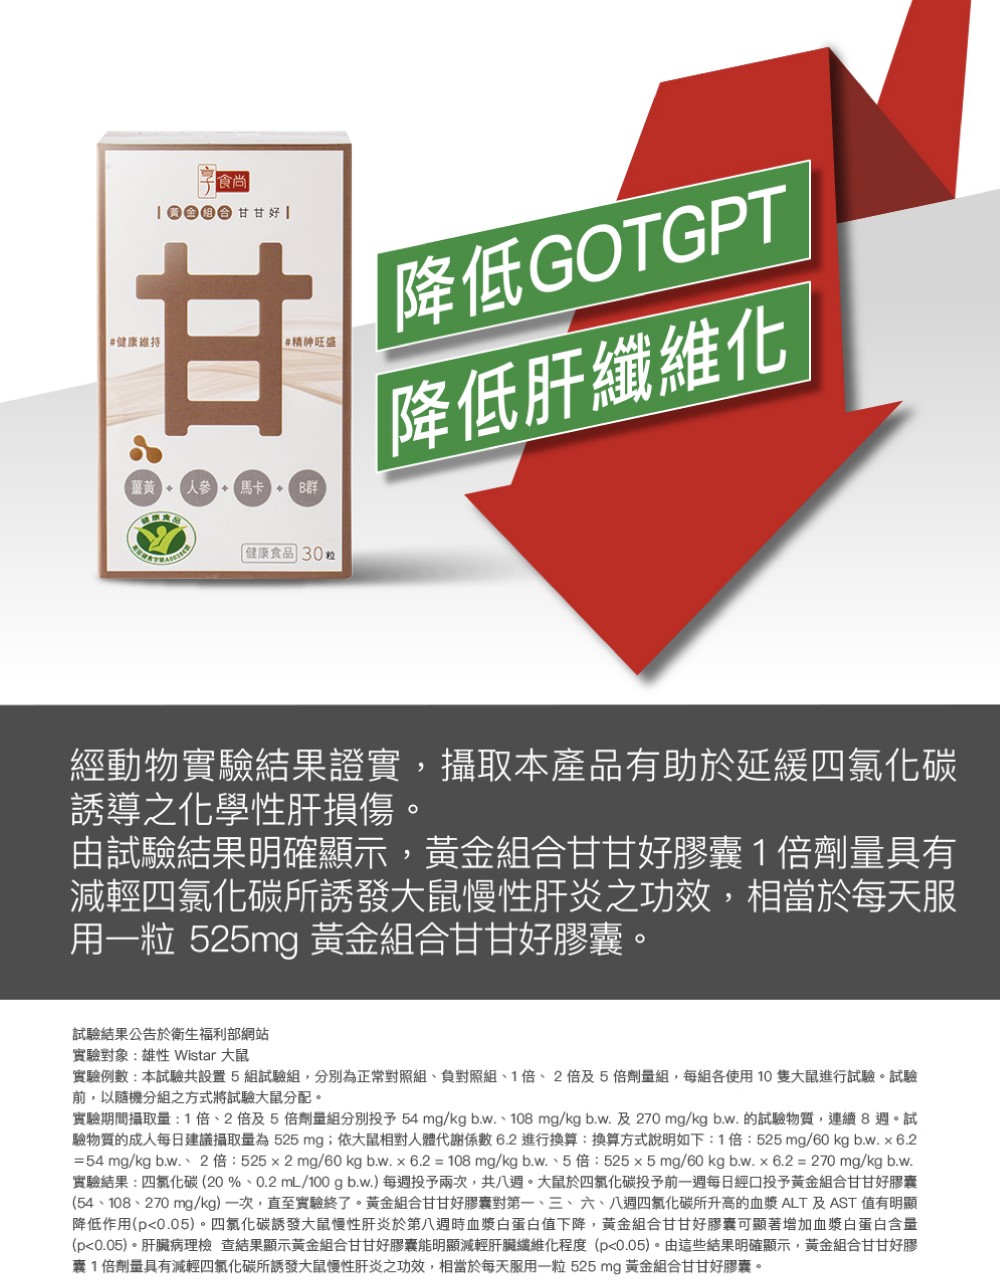 享食尚
黃金組合 甘甘好
甘
#健康維持
#精神旺盛
薑黃 + 人參 + 馬卡 + B群
健康食品
健康食品 30粒
降低GOTGPT
降低肝纖維化
經動物實驗結果證實，攝取本產品有助於延緩四氯化碳
誘導之化學性肝損傷。
由試驗結果明確顯示，黃金組合甘甘好膠囊 1 倍劑量具有
減輕四氯化碳所誘發大鼠慢性肝炎之功效，相當於每天服
用一粒 525mg 黃金組合甘甘好膠囊。
試驗結果公告於衛生福利部網站
實驗對象：雄性 Wistar 大鼠
實驗例數：本試驗共設置 5 組試驗組，分別為正常對照組、負對照組、1 倍、 2 倍及 5 倍劑量組，每組各使用 10 隻大鼠進行試驗。試驗
前，以隨機分組之方式將試驗大鼠分配。
實驗期間攝取量：1 倍、2 倍及 5 倍劑量組分別投予 54 mg/kg b.w.、108 mg/kg b.w. 及 270 mg/kg b.w. 的試驗物質，連續 8 週。試
驗物質的成人每日建議攝取量為 525 mg；依大鼠相對人體代謝係數 6.2 進行換算：換算方式說明如下：1 倍：525 mg/60 kg b.w. × 6.2
＝54 mg/kg b.w.、 2 倍：525 × 2 mg/60 kg b.w. × 6.2 = 108 mg/kg b.w.、5 倍：525 × 5 mg/60 kg b.w. × 6.2 = 270 mg/kg b.w.
實驗結果：四氯化碳 (20 %、0.2 mL/100 g b.w.) 每週投予兩次，共八週。大鼠於四氯化碳投予前一週每日經口投予黃金組合甘甘好膠囊
(54、108、270 mg/kg) 一次，直至實驗終了。黃金組合甘甘好膠囊對第一、三、 六、八週四氯化碳所升高的血漿 ALT 及 AST 值有明顯
降低作用(p<0.05)。四氯化碳誘發大鼠慢性肝炎於第八週時血漿白蛋白值下降，黃金組合甘甘好膠囊可顯著增加血漿白蛋白含量
(p<0.05)。肝臟病理檢 查結果顯示黃金組合甘甘好膠囊能明顯減輕肝臟纖維化程度 (p<0.05)。由這些結果明確顯示，黃金組合甘甘好膠
囊 1 倍劑量具有減輕四氯化碳所誘發大鼠慢性肝炎之功效，相當於每天服用一粒 525 mg 黃金組合甘甘好膠囊。